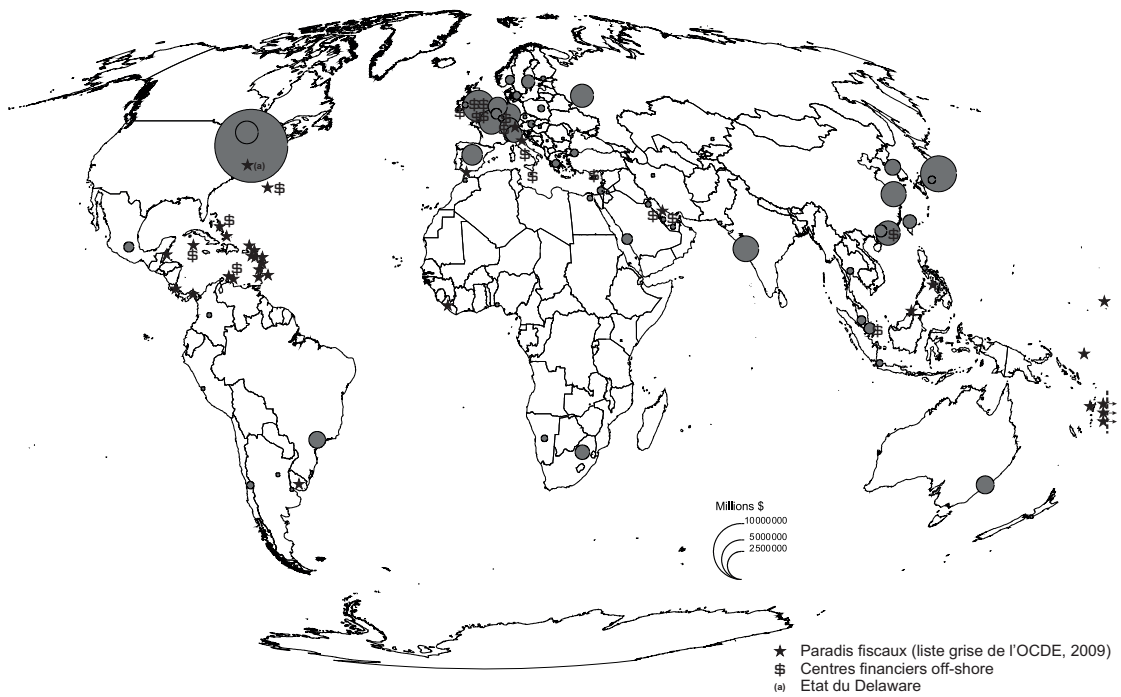 (a)
Millions $
10000000
5000000
2500000
★ Paradis fiscaux (liste grise de l'OCDE, 2009)
$ Centres financiers off-shore
(a) Etat du Delaware